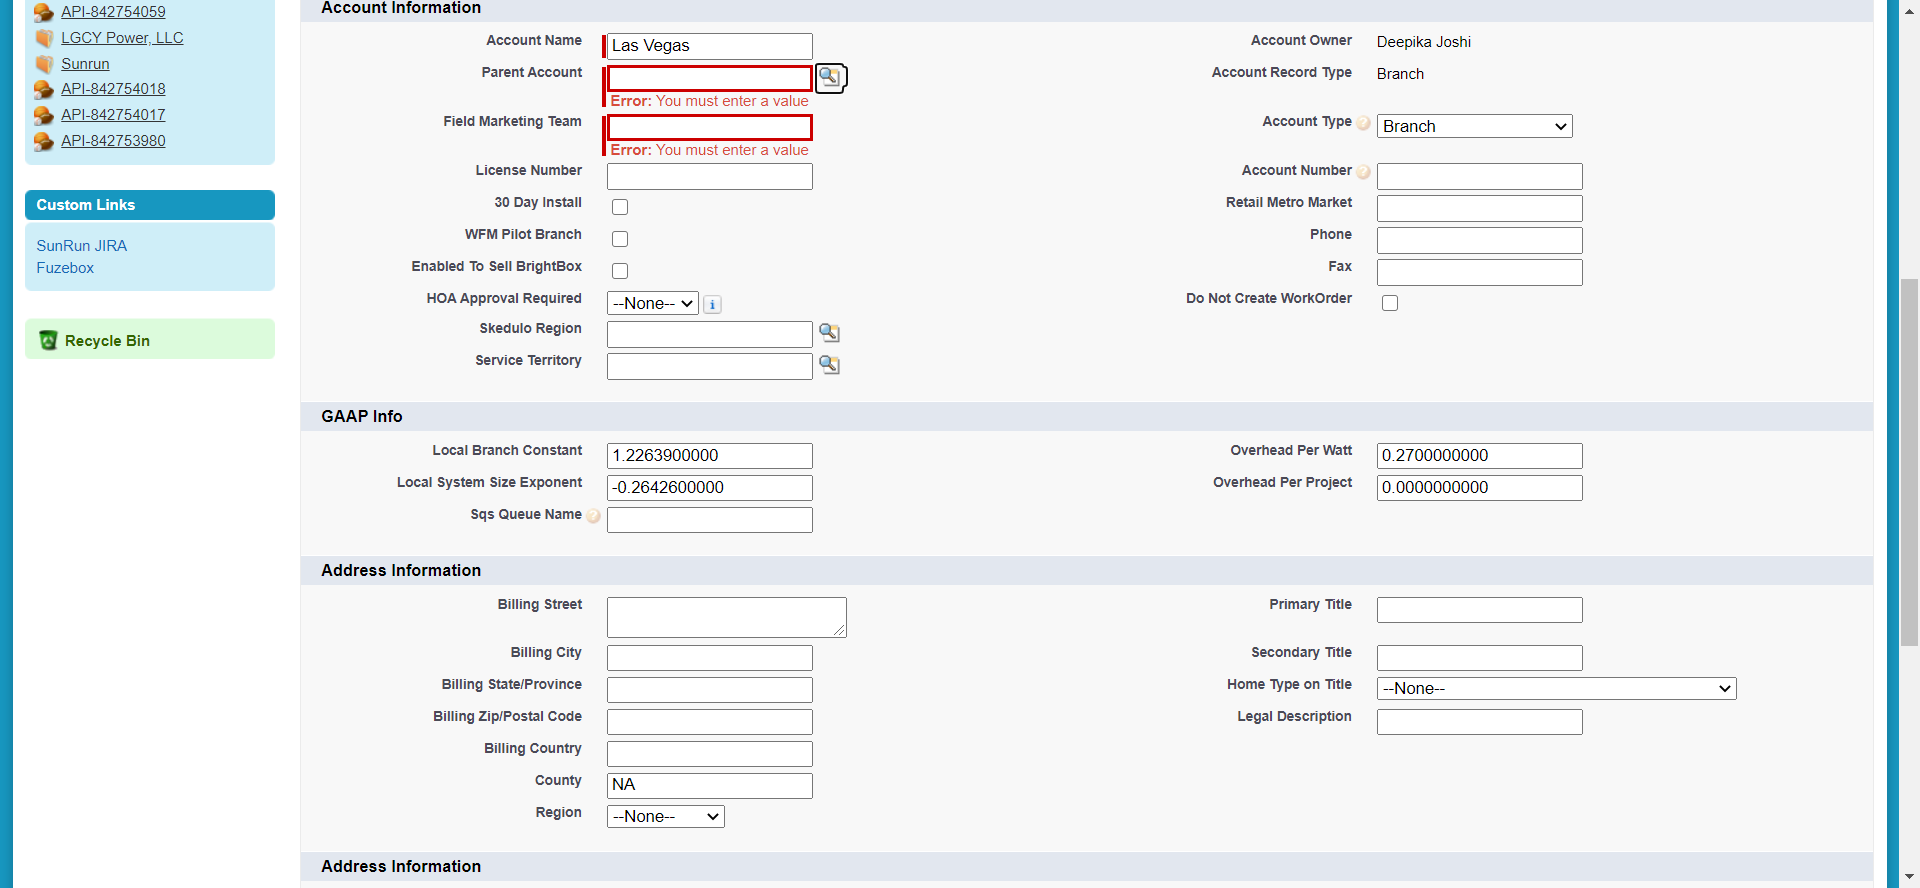 API-842754059
LGCY Power, LLC
Sunrun
API-842754018
API-842754017
API-842753980
Custom Links
SunRun JIRA
Fuzebox
Recycle Bin
Account Information
Account Name Las Vegas Account Owner Deepika Joshi
Parent Account Account Record Type Branch
Error: You must enter a value
Field Marketing Team Account Type ? Branch
Error: You must enter a value
License Number Account Number ?
30 Day Install Retail Metro Market
WFM Pilot Branch Phone
Enabled To Sell BrightBox Fax
HOA Approval Required --None-- i Do Not Create WorkOrder
Skedulo Region
Service Territory
GAAP Info
Local Branch Constant 1.2263900000 Overhead Per Watt 0.2700000000
Local System Size Exponent -0.2642600000 Overhead Per Project 0.0000000000
Sqs Queue Name ?
Address Information
Billing Street Primary Title
Billing City Secondary Title
Billing State/Province Home Type on Title --None--
Billing Zip/Postal Code Legal Description
Billing Country
County NA
Region --None--
Address Information